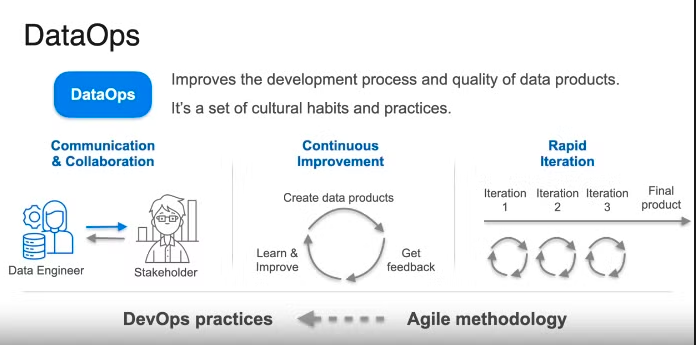 DataOps
DataOps
Improves the development process and quality of data products.
It's a set of cultural habits and practices.
Communication
& Collaboration
Data Engineer
Stakeholder
Continuous
Improvement
Create data products
Get
feedback
Learn &
Improve
Rapid
Iteration
Iteration
1
Iteration
2
Iteration
3
Final
product
DevOps practices
Agile methodology